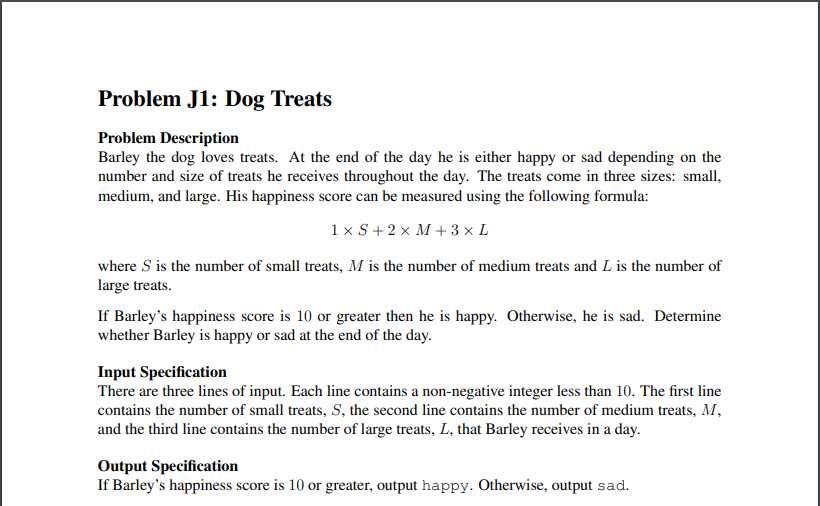 Problem J1: Dog Treats
Problem Description
Barley the dog loves treats. At the end of the day he is either happy or sad depending on the
number and size of treats he receives throughout the day. The treats come in three sizes: small,
medium, and large. His happiness score can be measured using the following formula:
1 × S + 2 × M + 3 × L
where S is the number of small treats, M is the number of medium treats and L is the number of
large treats.
If Barley's happiness score is 10 or greater then he is happy. Otherwise, he is sad. Determine
whether Barley is happy or sad at the end of the day.
Input Specification
There are three lines of input. Each line contains a non-negative integer less than 10. The first line
contains the number of small treats, S, the second line contains the number of medium treats, M,
and the third line contains the number of large treats, L, that Barley receives in a day.
Output Specification
If Barley's happiness score is 10 or greater, output happy. Otherwise, output sad.